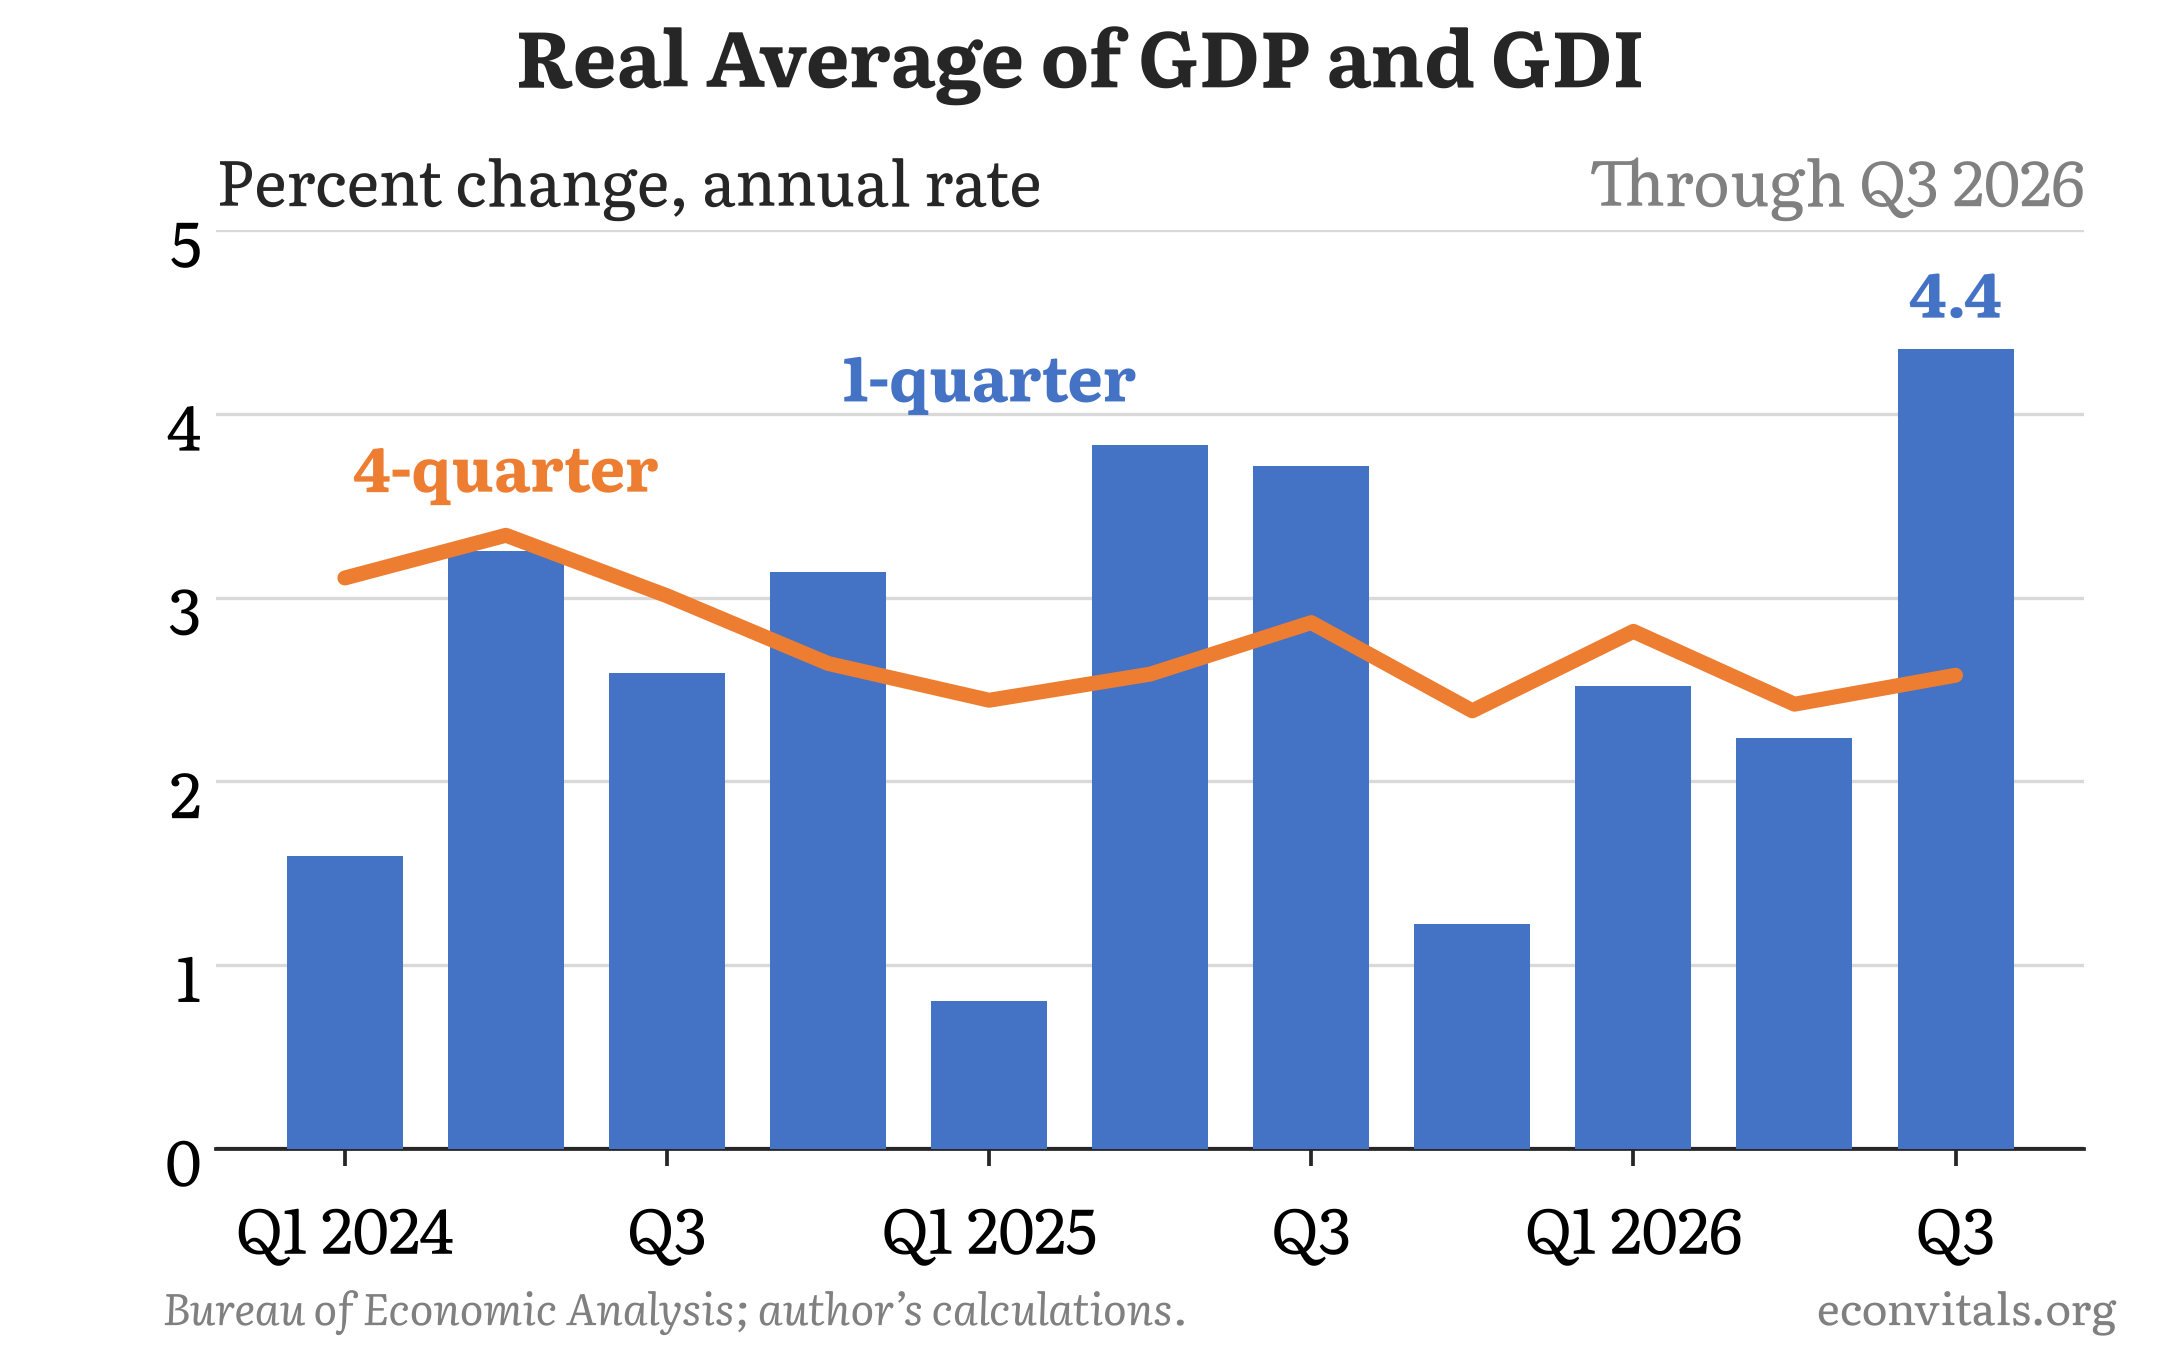 Real Average of GDP and GDI
Percent change, annual rate
Through Q3 2026
5
4.4
1-quarter
4
4-quarter
3
2
1
0
Q1 2024
Q3
Q1 2025
Q3
Q1 2026
Q3
Bureau of Economic Analysis; author’s calculations.
econvitals.org